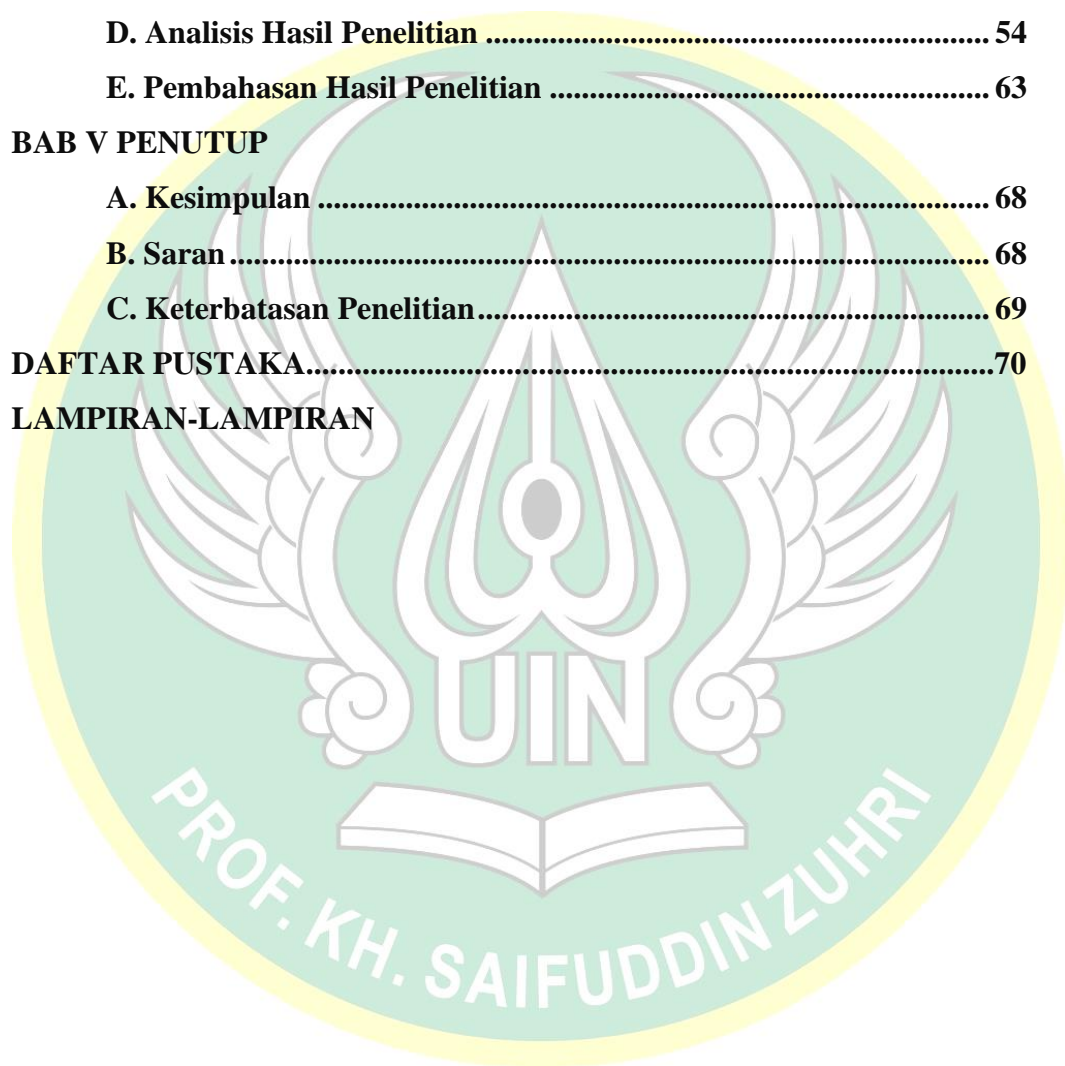 D. Analisis Hasil Penelitian ................................................................ 54
E. Pembahasan Hasil Penelitian ........................................................ 63
BAB V PENUTUP
A. Kesimpulan ..................................................................................... 68
B. Saran ................................................................................................ 68
C. Keterbatasan Penelitian ................................................................. 69
DAFTAR PUSTAKA.......................................................................................70
LAMPIRAN-LAMPIRAN
UIN
PROF. KH. SAIFUDDIN ZUHRI